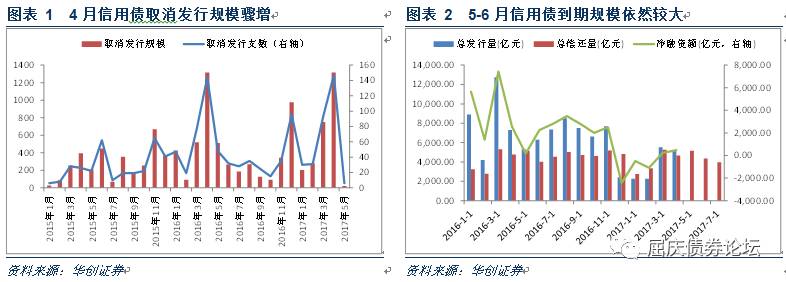 图表 1 4 月信用债取消发行规模骤增
取消发行规模 取消发行支数（右轴）
1400
1200
1000
800
600
400
200
0
160
140
120
100
80
60
40
20
0
2015年1月
2015年3月
2015年5月
2015年7月
2015年9月
2015年11月
2016年1月
2016年3月
2016年5月
2016年7月
2016年9月
2016年11月
2017年1月
2017年3月
2017年5月
资料来源：华创证券
图表 2 5-6 月信用债到期规模依然较大
总发行量(亿元) 总偿还量(亿元) 净融资额(亿元，右轴)
14,000.00
12,000.00
10,000.00
8,000.00
6,000.00
4,000.00
2,000.00
0.00
8,000.00
6,000.00
4,000.00
2,000.00
0.00
-2,000.00
-4,000.00
2016-1-1
2016-3-1
2016-5-1
2016-7-1
2016-9-1
2016-11-1
2017-1-1
2017-3-1
2017-5-1
2017-7-1
资料来源：华创证券
屈庆债券论坛